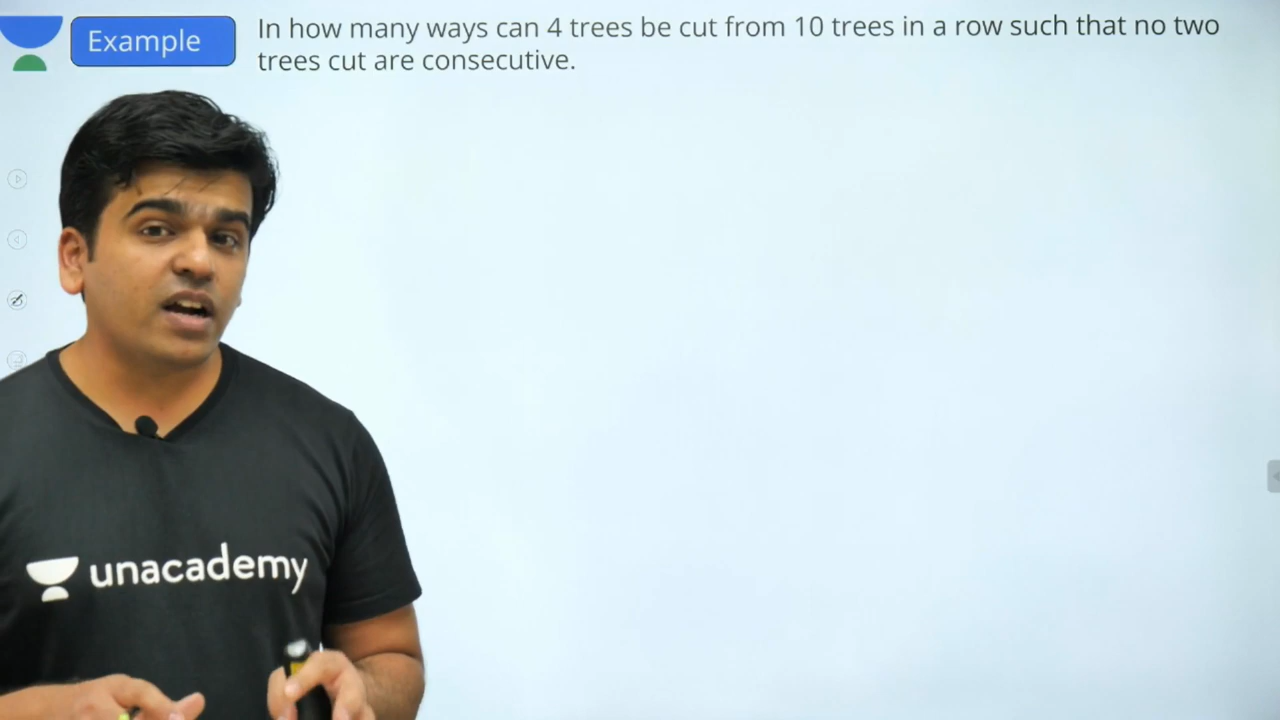 Example
In how many ways can 4 trees be cut from 10 trees in a row such that no two
trees cut are consecutive.
unacademy